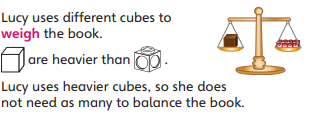 Lucy uses different cubes to
weigh the book.
are heavier than .
Lucy uses heavier cubes, so she does
not need as many to balance the book.